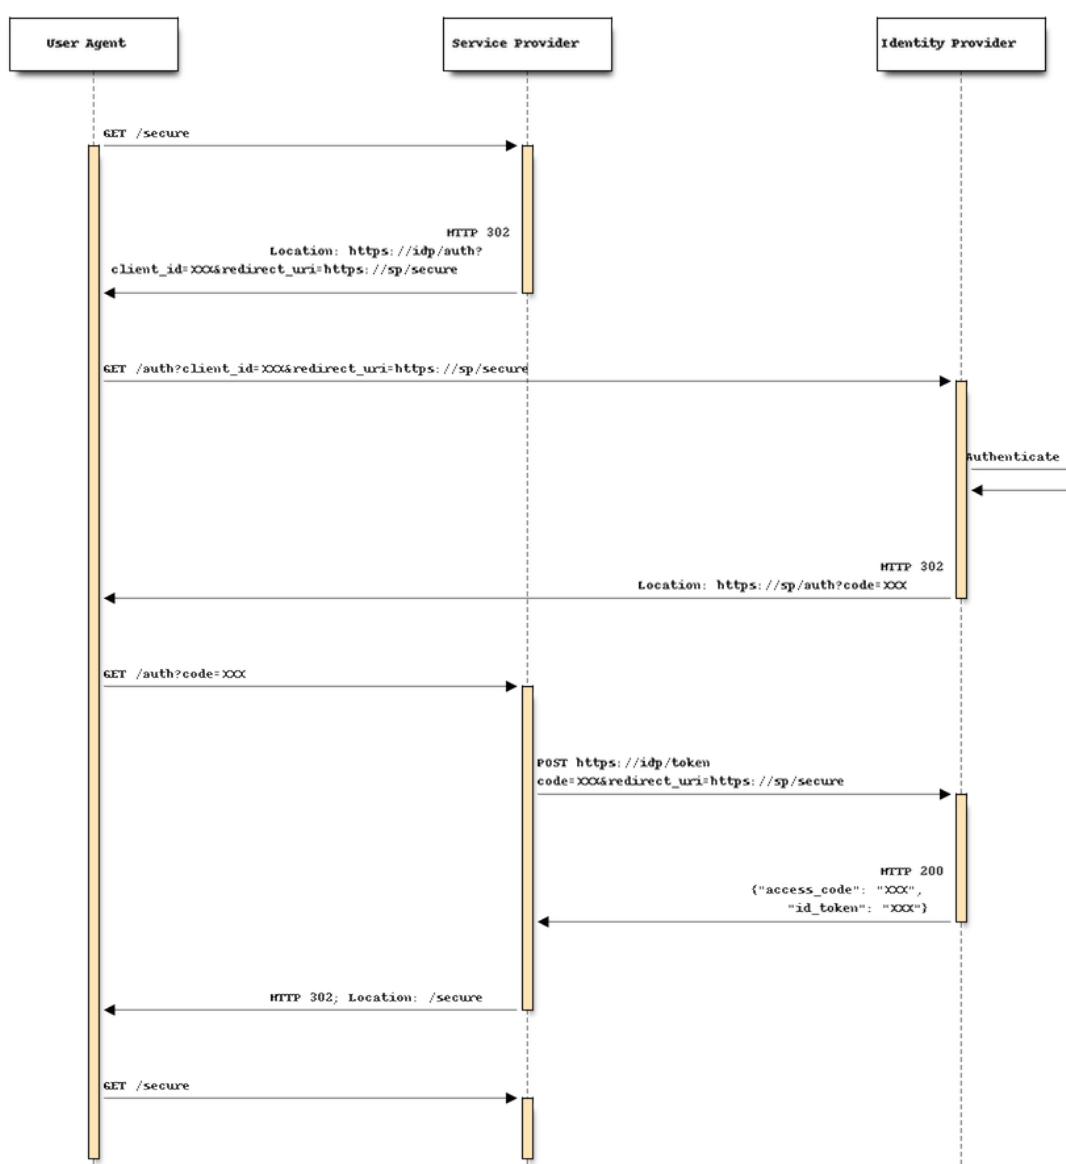 User Agent
Service Provider
Identity Provider
GET /secure
HTTP 302
Location: https://idp/auth?
client_id=XXX&redirect_uri=https://sp/secure
GET /auth?client_id=XXX&redirect_uri=https://sp/secure
Authenticate
HTTP 302
Location: https://sp/auth?code=XXX
GET /auth?code=XXX
POST https://idp/token
code=XXX&redirect_uri=https://sp/secure
HTTP 200
{"access_code": "XXX",
"id_token": "XXX"}
HTTP 302; Location: /secure
GET /secure